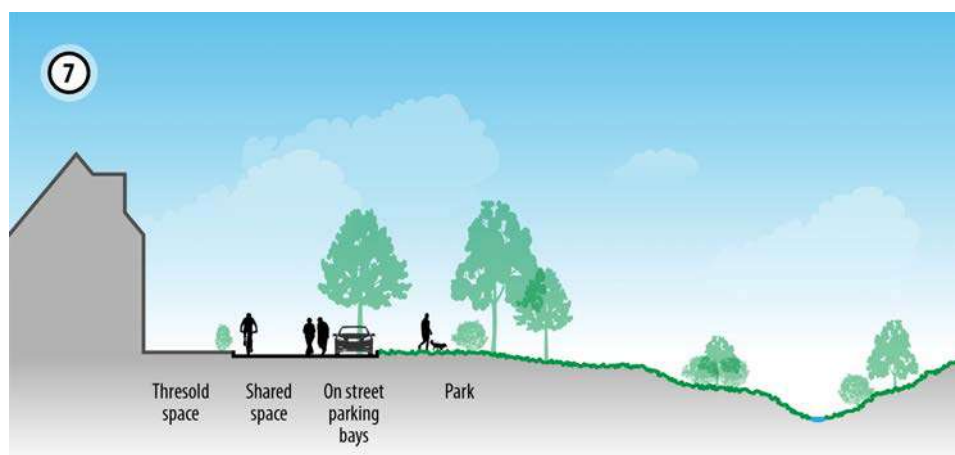 7
Thresold
space
Shared
space
On street
parking
bays
Park